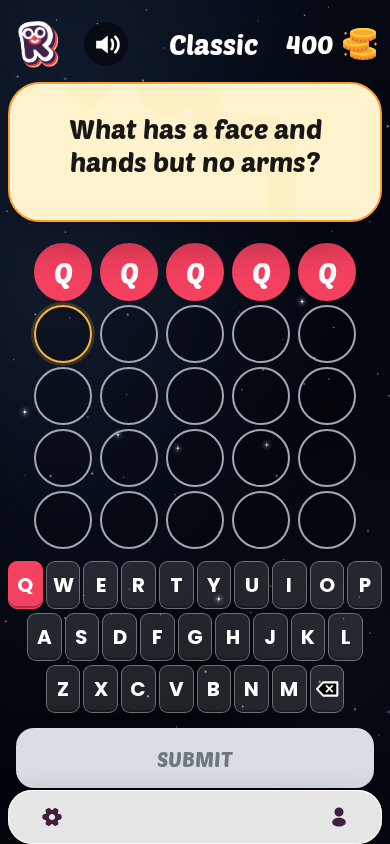 R
Classic 400
What has a face and
hands but no arms?
Q Q Q Q Q
Q W E R T Y U I O P
A S D F G H J K L
Z X C V B N M
SUBMIT